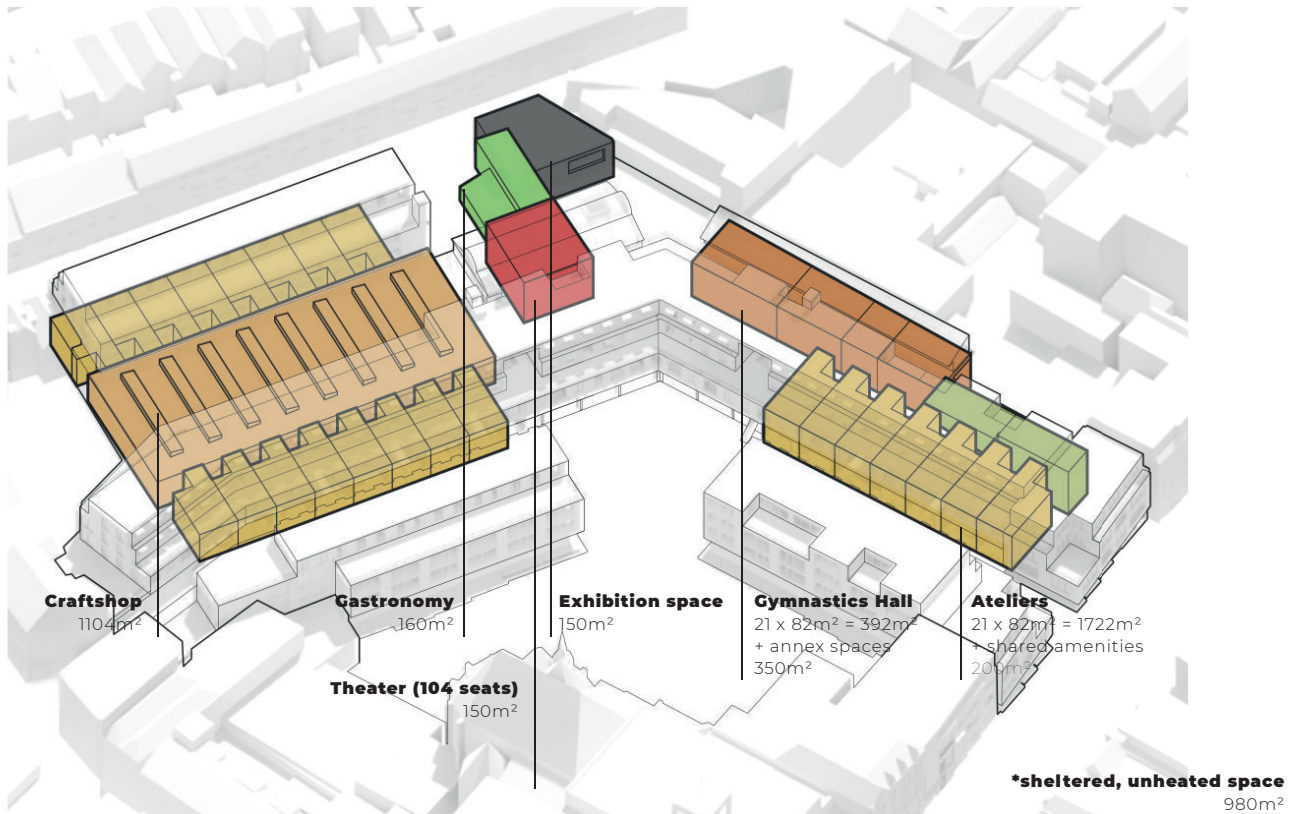 Craftshop
1104m²
Gastronomy
160m²
Exhibition space
150m²
Gymnastics Hall
21 x 82m² = 392m²
+ annex spaces
350m²
Ateliers
21 x 82m² = 1722m²
+ shared amenities
200m²
Theater (104 seats)
150m²
*sheltered, unheated space
980m²